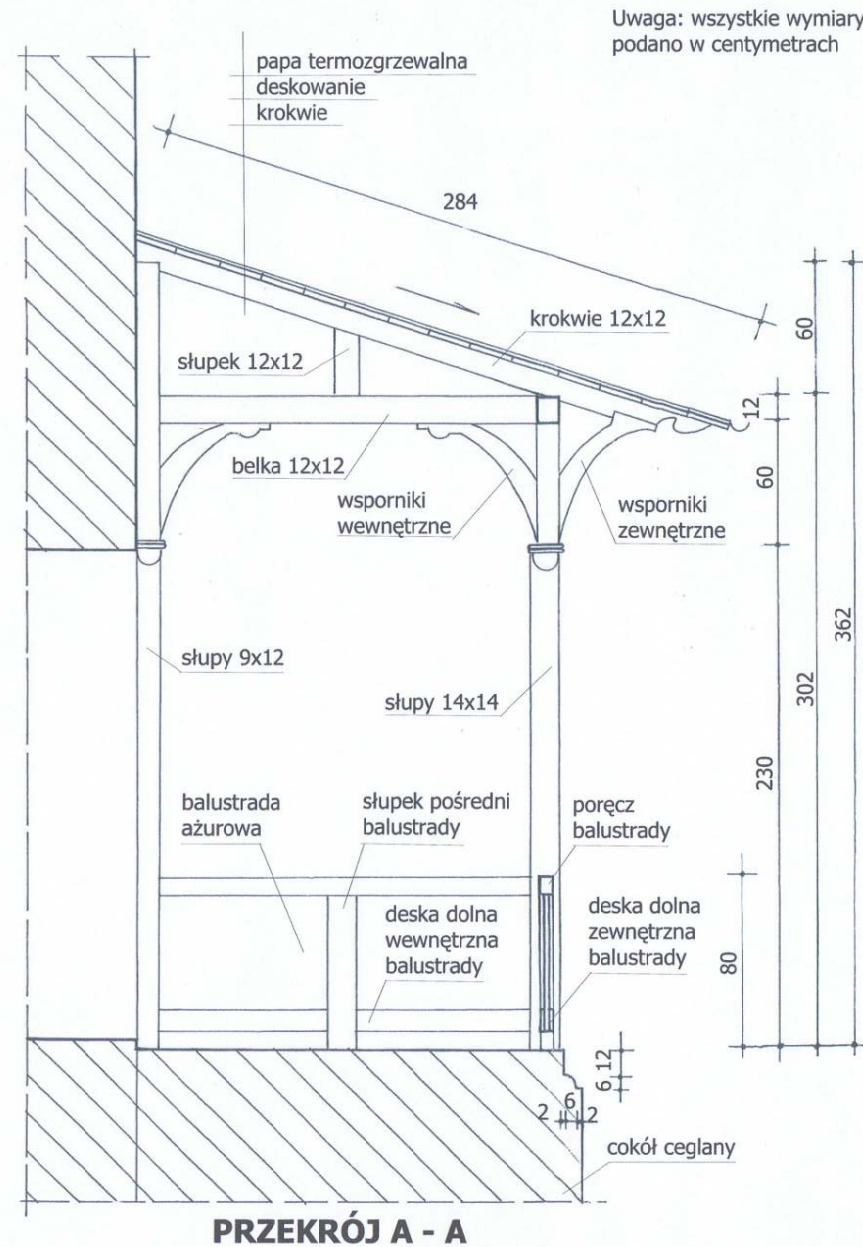 Uwaga: wszystkie wymiary
podano w centymetrach
papa termozgrzewalna
deskowanie
krokwie
284
krokwie 12x12
60
słupek 12x12
12
belka 12x12
wsporniki
wewnętrzne
wsporniki
zewnętrzne
60
362
słupy 9x12
302
słupy 14x14
230
balustrada
ażurowa
słupek pośredni
balustrady
poręcz
balustrady
deska dolna
wewnętrzna
balustrady
deska dolna
zewnętrzna
balustrady
80
12
6
2
6
2
cokół ceglany
PRZEKRÓJ A - A